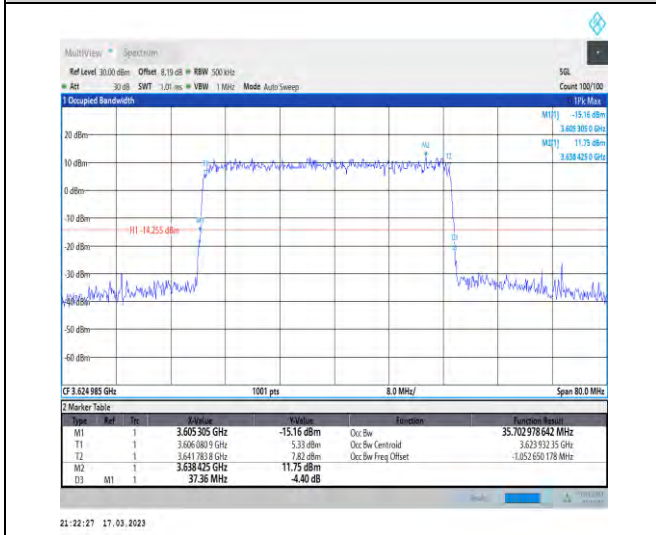 MultiView Spectrum
Ref Level 30.00 dBm Offset 8.19 dB RBW 500 kHz SGL
Att 30 dB SWT 1.01 ms VBW 1 MHz Mode Auto Sweep Count 100/100
1 Occupied Bandwidth 1Pk Max
M1[1] -15.16 dBm
3.605 305 0 GHz
M2[1] 11.75 dBm
3.638 425 0 GHz
20 dBm
M2
T2
10 dBm
0 dBm
-10 dBm
H1 -14.255 dBm
D3
-20 dBm
-30 dBm
-40 dBm
-50 dBm
-60 dBm
CF 3.624 985 GHz 1001 pts 8.0 MHz/ Span 80.0 MHz
2 Marker Table
Type Ref Trc X-Value Y-Value Function Function Result
M1 1 3.605 305 GHz -15.16 dBm Occ Bw 35.702 978 642 MHz
T1 1 3.606 080 9 GHz 5.33 dBm Occ Bw Centroid 3.623 932 35 GHz
T2 1 3.641 783 8 GHz 7.82 dBm Occ Bw Freq Offset -1.052 650 178 MHz
M2 1 3.638 425 GHz 11.75 dBm
D3 M1 1 37.36 MHz -4.40 dB
21:22:27 17.03.2023